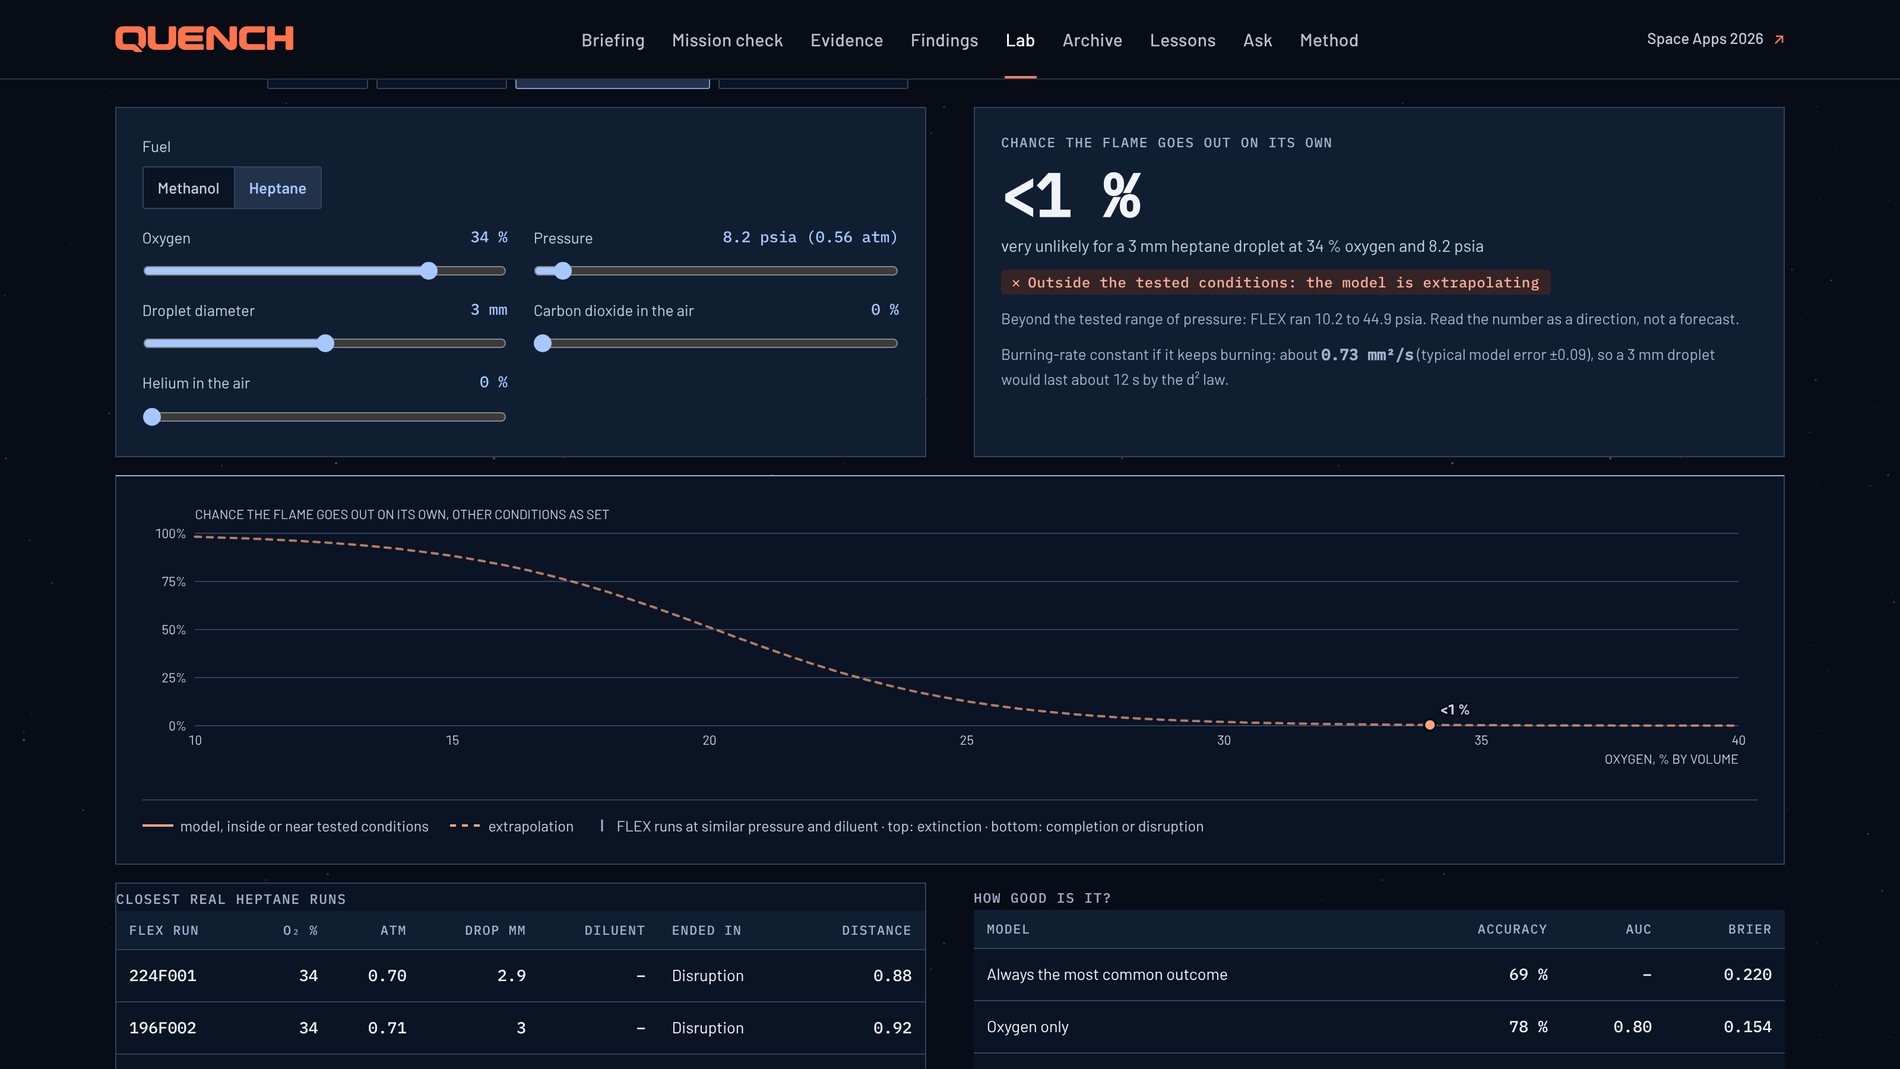 QUENCH
Briefing Mission check Evidence Findings Lab Archive Lessons Ask Method
Space Apps 2026 ↗
Fuel
Methanol Heptane
Oxygen 34 %
Pressure 8.2 psia (0.56 atm)
Droplet diameter 3 mm
Carbon dioxide in the air 0 %
Helium in the air 0 %
CHANCE THE FLAME GOES OUT ON ITS OWN
<1 %
very unlikely for a 3 mm heptane droplet at 34 % oxygen and 8.2 psia
× Outside the tested conditions: the model is extrapolating
Beyond the tested range of pressure: FLEX ran 10.2 to 44.9 psia. Read the number as a direction, not a forecast.
Burning-rate constant if it keeps burning: about 0.73 mm²/s (typical model error ±0.09), so a 3 mm droplet
would last about 12 s by the d² law.
CHANCE THE FLAME GOES OUT ON ITS OWN, OTHER CONDITIONS AS SET
100%
75%
50%
25%
0%
<1 %
10 15 20 25 30 35 40
OXYGEN, % BY VOLUME
model, inside or near tested conditions extrapolation FLEX runs at similar pressure and diluent · top: extinction · bottom: completion or disruption
CLOSEST REAL HEPTANE RUNS
FLEX RUN O₂ % ATM DROP MM DILUENT ENDED IN DISTANCE
224F001 34 0.70 2.9 – Disruption 0.88
196F002 34 0.71 3 – Disruption 0.92
HOW GOOD IS IT?
MODEL ACCURACY AUC BRIER
Always the most common outcome 69 % – 0.220
Oxygen only 78 % 0.80 0.154